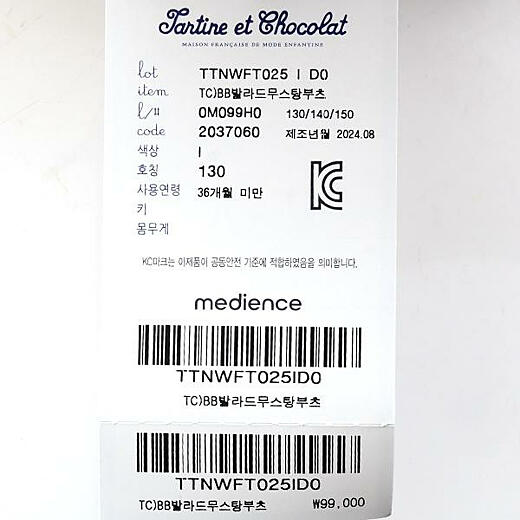 Tartine et Chocolat
MAISON FRANÇAISE DE MODE ENFANTINE
lot TTNWFT025 I D0
item TC)BB발라드무스탕부츠
l/# 0M099H0 130/140/150
code 2037060 제조년월 2024.08
색상 I
호칭 130
사용연령 36개월 미만
키
몸무게
KC
KC마크는 이제품이 공통안전 기준에 적합하였음을 의미합니다.
medience
TTNWFT025ID0
TC)BB발라드무스탕부츠
TTNWFT025ID0
TC)BB발라드무스탕부츠 ₩99,000